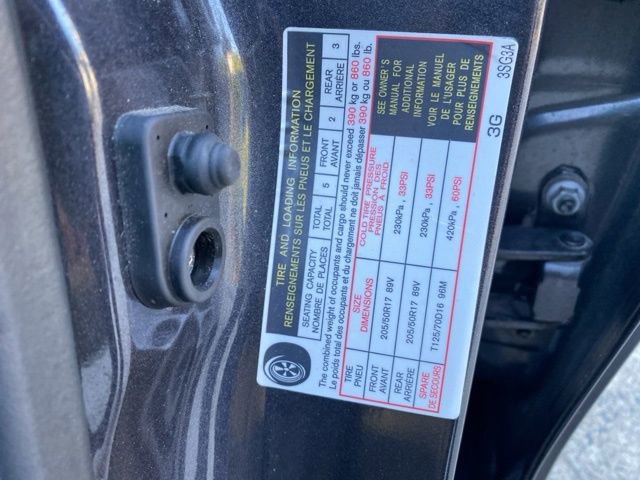 TIRE AND LOADING INFORMATION
RENSEIGNEMENTS SUR LES PNEUS ET LE CHARGEMENT
SEATING CAPACITY TOTAL 5 FRONT 2 REAR 3
NOMBRE DE PLACES TOTAL AVANT ARRIÈRE
The combined weight of occupants and cargo should never exceed 390 kg or 860 lbs.
Le poids total des occupants et du chargement ne doit jamais dépasser 390 kg ou 860 lb.
TIRE SIZE COLD TIRE PRESSURE
PNEU DIMENSIONS PRESSION DES PNEUS À FROID
FRONT 205/50R17 89V 230kPa , 33PSI
AVANT
REAR 205/50R17 89V 230kPa , 33PSI
ARRIÈRE
SPARE T125/70D16 96M 420kPa , 60PSI
DE SECOURS
SEE OWNER'S
MANUAL FOR
ADDITIONAL
INFORMATION
VOIR LE MANUEL
DE L'USAGER
POUR PLUS DE
RENSEIGNEMENTS
3G 3SG3A